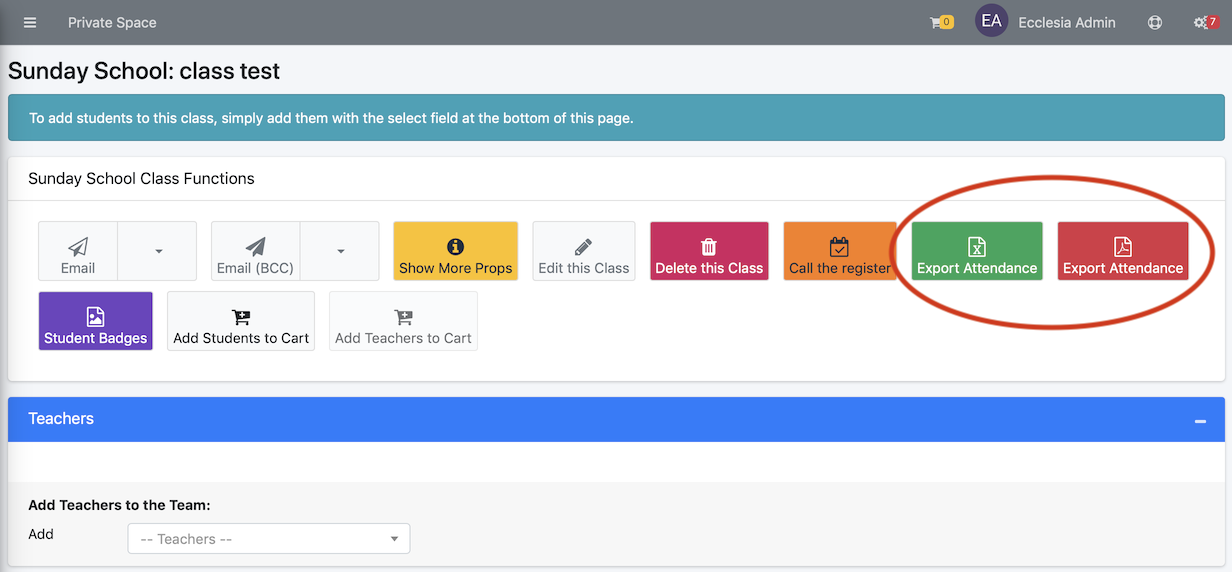 Private Space
0
EA
Ecclesia Admin
7
Sunday School: class test
To add students to this class, simply add them with the select field at the bottom of this page.
Sunday School Class Functions
Email
Email (BCC)
Show More Props
Edit this Class
Delete this Class
Call the register
Export Attendance
Export Attendance
Student Badges
Add Students to Cart
Add Teachers to Cart
Teachers
Add Teachers to the Team:
Add
-- Teachers --